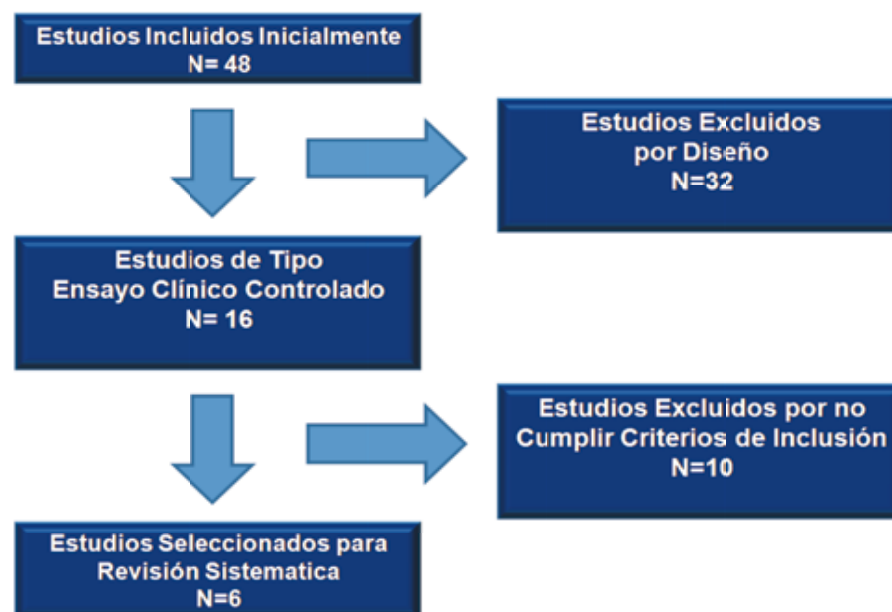 Estudios Incluidos Inicialmente
N= 48
Estudios Excluidos
por Diseño
N=32
Estudios de Tipo
Ensayo Clínico Controlado
N= 16
Estudios Excluidos por no
Cumplir Criterios de Inclusión
N=10
Estudios Seleccionados para
Revisión Sistematica
N=6